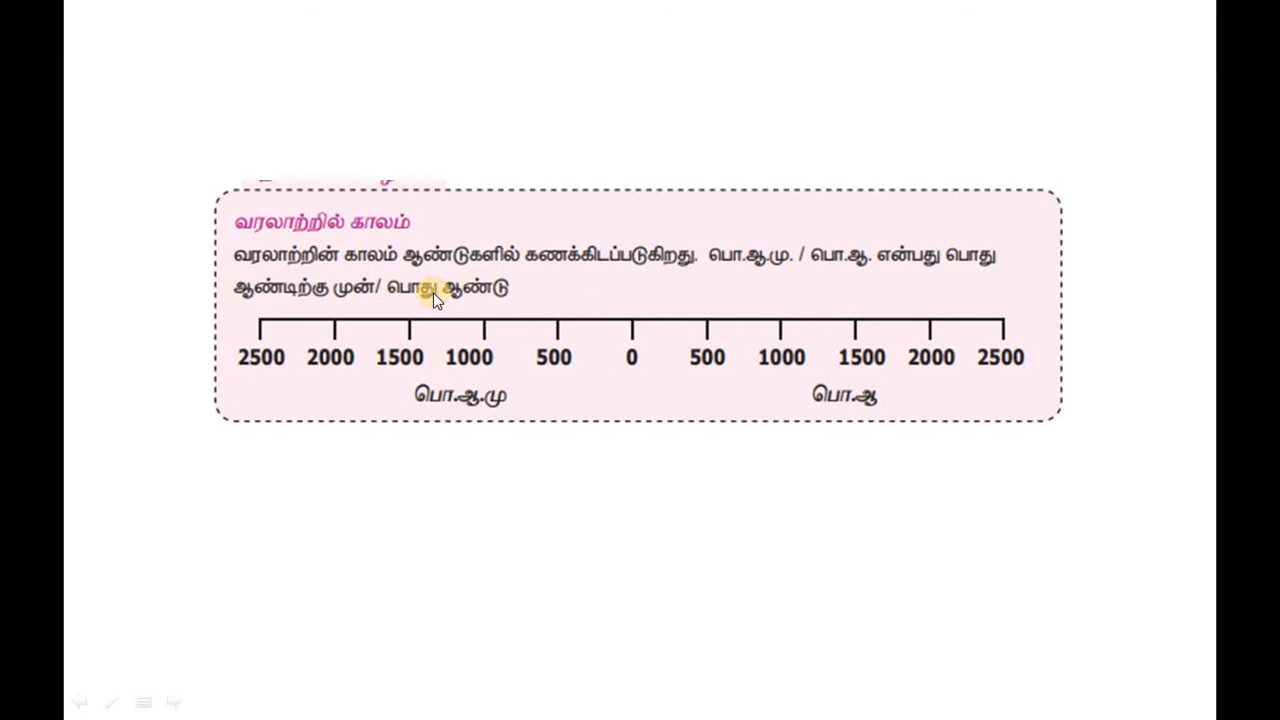 வரலாற்றில் காலம்
வரலாற்றின் காலம் ஆண்டுகளில் கணக்கிடப்படுகிறது. பொ.ஆ.மு. / பொ.ஆ. என்பது பொது
ஆண்டிற்கு முன்/ பொது ஆண்டு
2500 2000 1500 1000 500 0 500 1000 1500 2000 2500
பொ.ஆ.மு பொ.ஆ